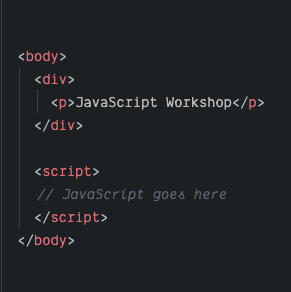 <body>
<div>
<p>JavaScript Workshop</p>
</div>
<script>
// JavaScript goes here
</script>
</body>